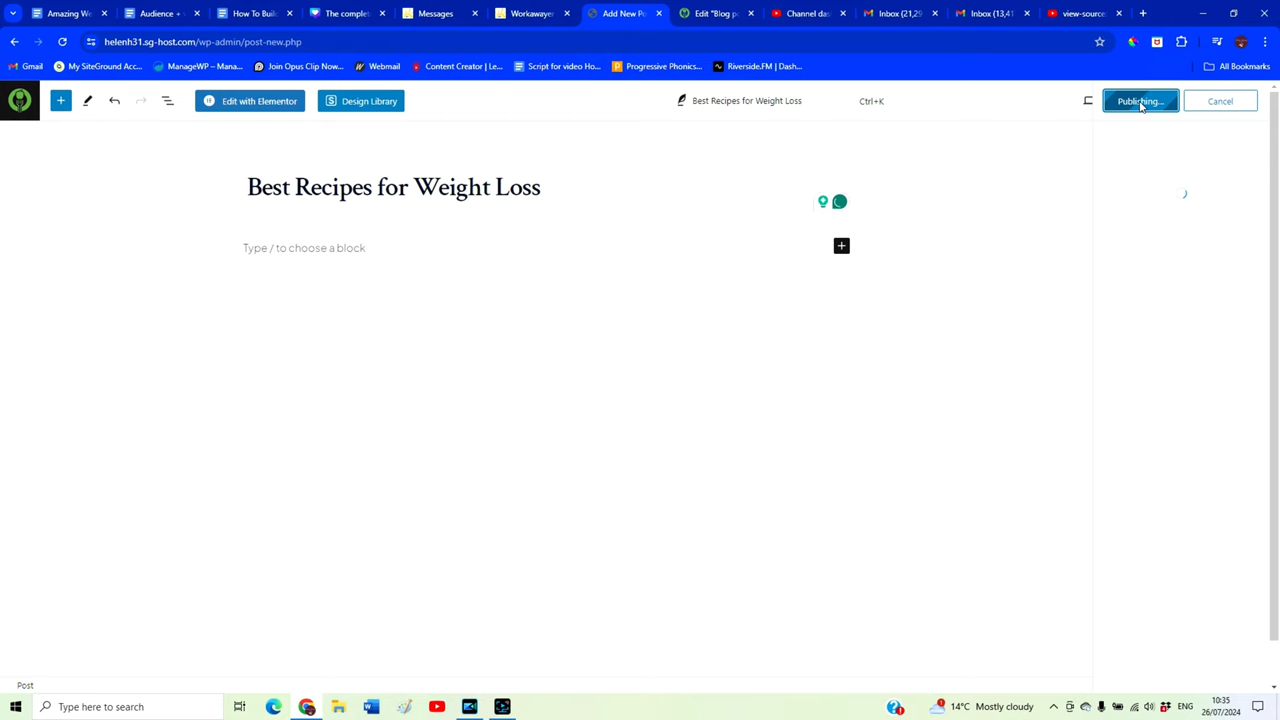 Amazing We
Audience + v
How To Build
The complet
Messages
Workawayer
Add New Po
Edit "Blog p
Channel das
Inbox (21,29
Inbox (13,41
view-source
helenh31.sg-host.com/wp-admin/post-new.php
Gmail
My SiteGround Acc...
ManageWP – Mana...
Join Opus Clip Now...
Webmail
Content Creator | Le...
Script for video Ho...
Progressive Phonics...
Riverside.FM | Dash...
All Bookmarks
Edit with Elementor
Design Library
Best Recipes for Weight Loss
Ctrl+K
Publishing...
Cancel
Best Recipes for Weight Loss
Type / to choose a block
Post
Type here to search
14°C Mostly cloudy
ENG
10:35
26/07/2024